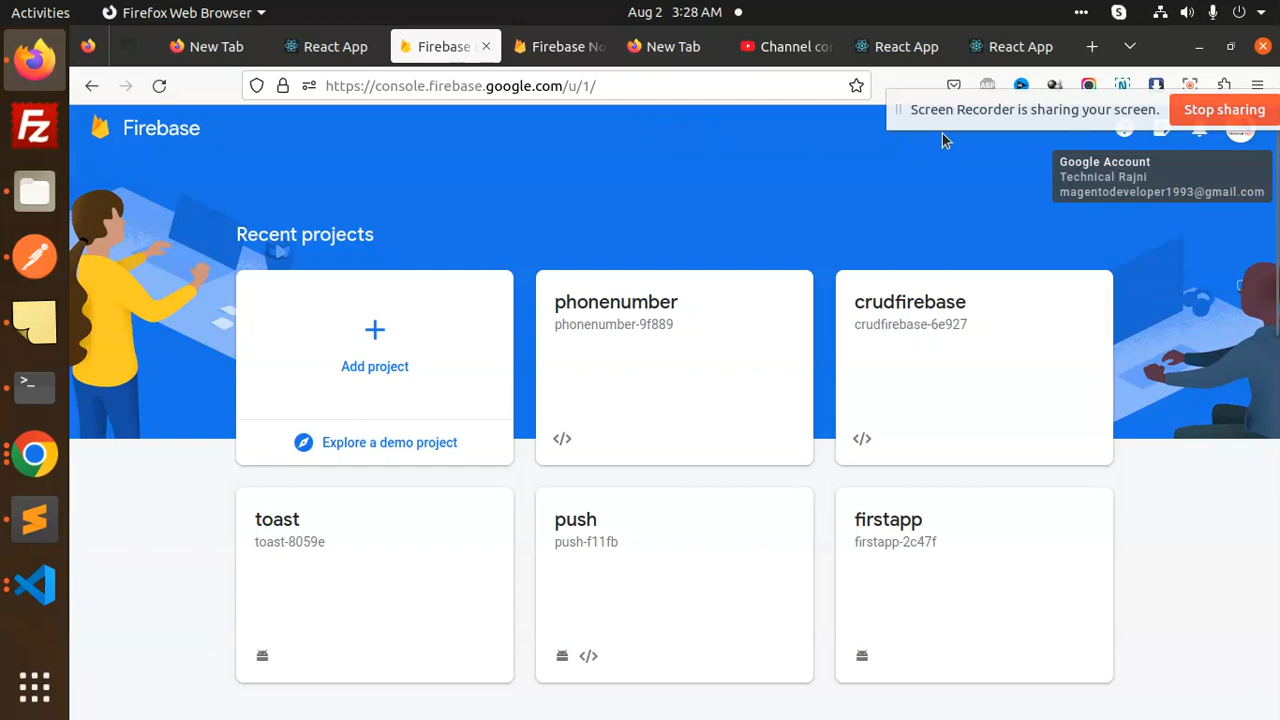 Activities
Firefox Web Browser
Aug 2 3:28 AM
New Tab
React App
Firebase
Firebase No
New Tab
Channel co
React App
React App
https://console.firebase.google.com/u/1/
Screen Recorder is sharing your screen.
Stop sharing
Firebase
Google Account
Technical Rajni
magentodeveloper1993@gmail.com
Recent projects
Add project
Explore a demo project
phonenumber
phonenumber-9f889
crudfirebase
crudfirebase-6e927
toast
toast-8059e
push
push-f11fb
firstapp
firstapp-2c47f